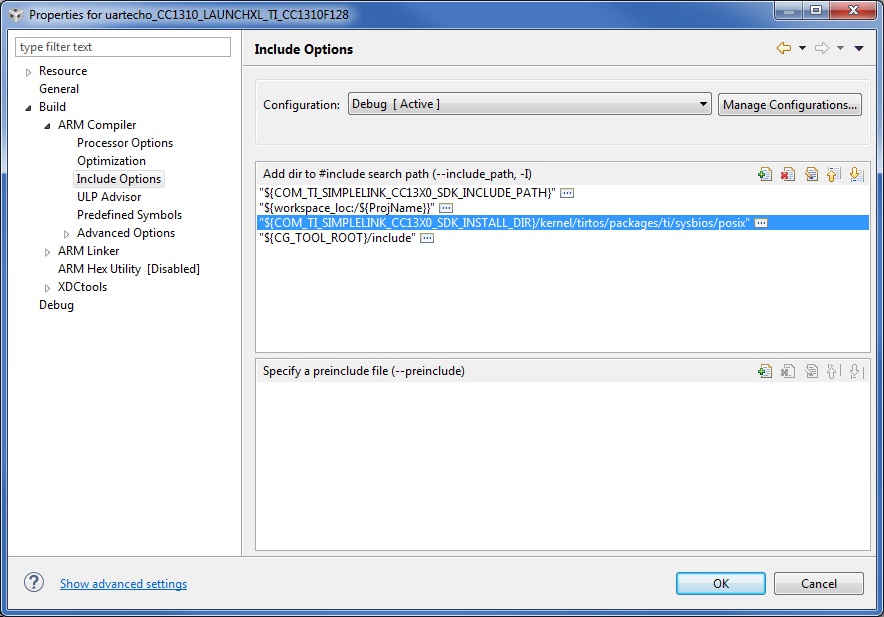 Properties for uartecho_CC1310_LAUNCHXL_TI_CC1310F128
type filter text
Resource
General
Build
ARM Compiler
Processor Options
Optimization
Include Options
ULP Advisor
Predefined Symbols
Advanced Options
ARM Linker
ARM Hex Utility [Disabled]
XDCtools
Debug
Include Options
Configuration: Debug [ Active ] Manage Configurations...
Add dir to #include search path (--include_path, -I)
"${COM_TI_SIMPLELINK_CC13X0_SDK_INCLUDE_PATH}"
"${workspace_loc:/${ProjName}}"
"${COM_TI_SIMPLELINK_CC13X0_SDK_INSTALL_DIR}/kernel/tirtos/packages/ti/sysbios/posix"
"${CG_TOOL_ROOT}/include"
Specify a preinclude file (--preinclude)
? Show advanced settings OK Cancel